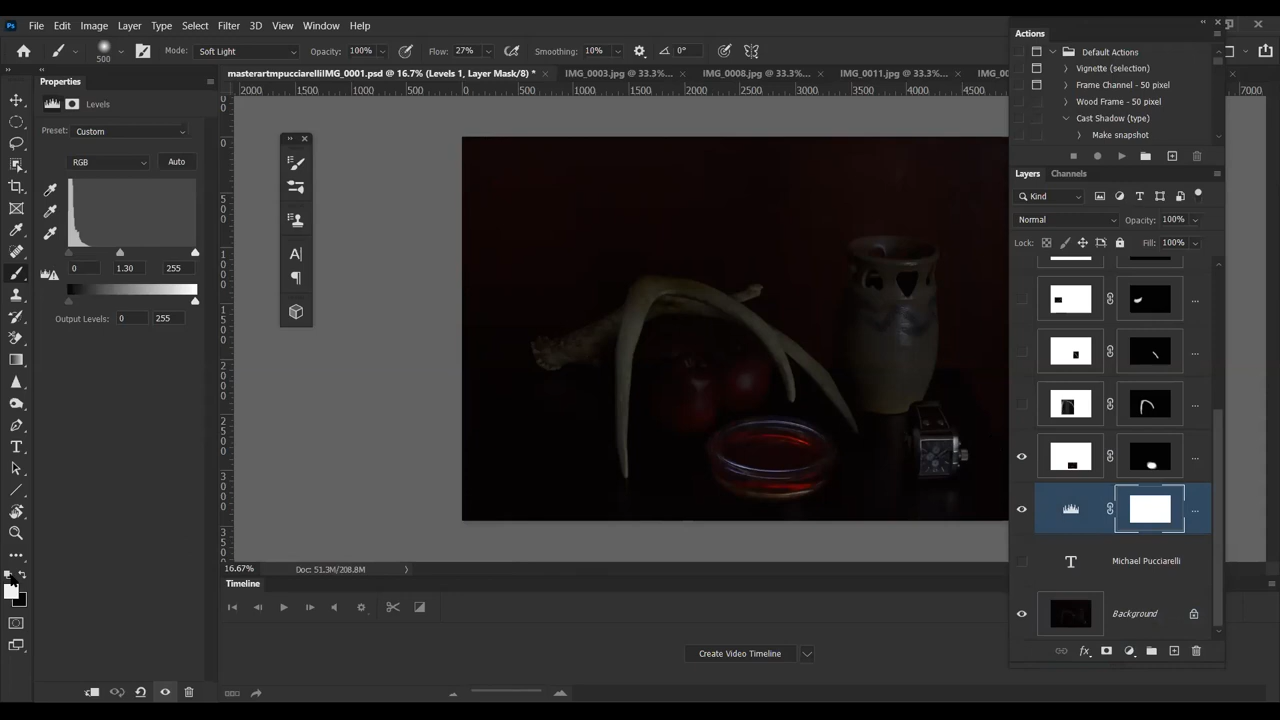 Ps File Edit Image Layer Type Select Filter 3D View Window Help
500 Mode: Soft Light Opacity: 100% Flow: 27% Smoothing: 10% 0°
masterartmpucciarelliIMG_0001.psd @ 16.7% (Levels 1, Layer Mask/8) * IMG_0003.jpg @ 33.3%... IMG_0008.jpg @ 33.3%... IMG_0011.jpg @ 33.3%...
2000 1500 1000 500 0 500 1000 1500 2000 2500 3000 3500 4000 4500 7000
Properties
Levels
Preset: Custom
RGB Auto
0 1.30 255
Output Levels: 0 255
A|
16.67% Doc: 51.3M/208.8M
Timeline
Create Video Timeline
Actions
Default Actions
Vignette (selection)
Frame Channel - 50 pixel
Wood Frame - 50 pixel
Cast Shadow (type)
Make snapshot
Layers Channels
Kind
Normal Opacity: 100%
Lock: Fill: 100%
T Michael Pucciarelli
Background
fx